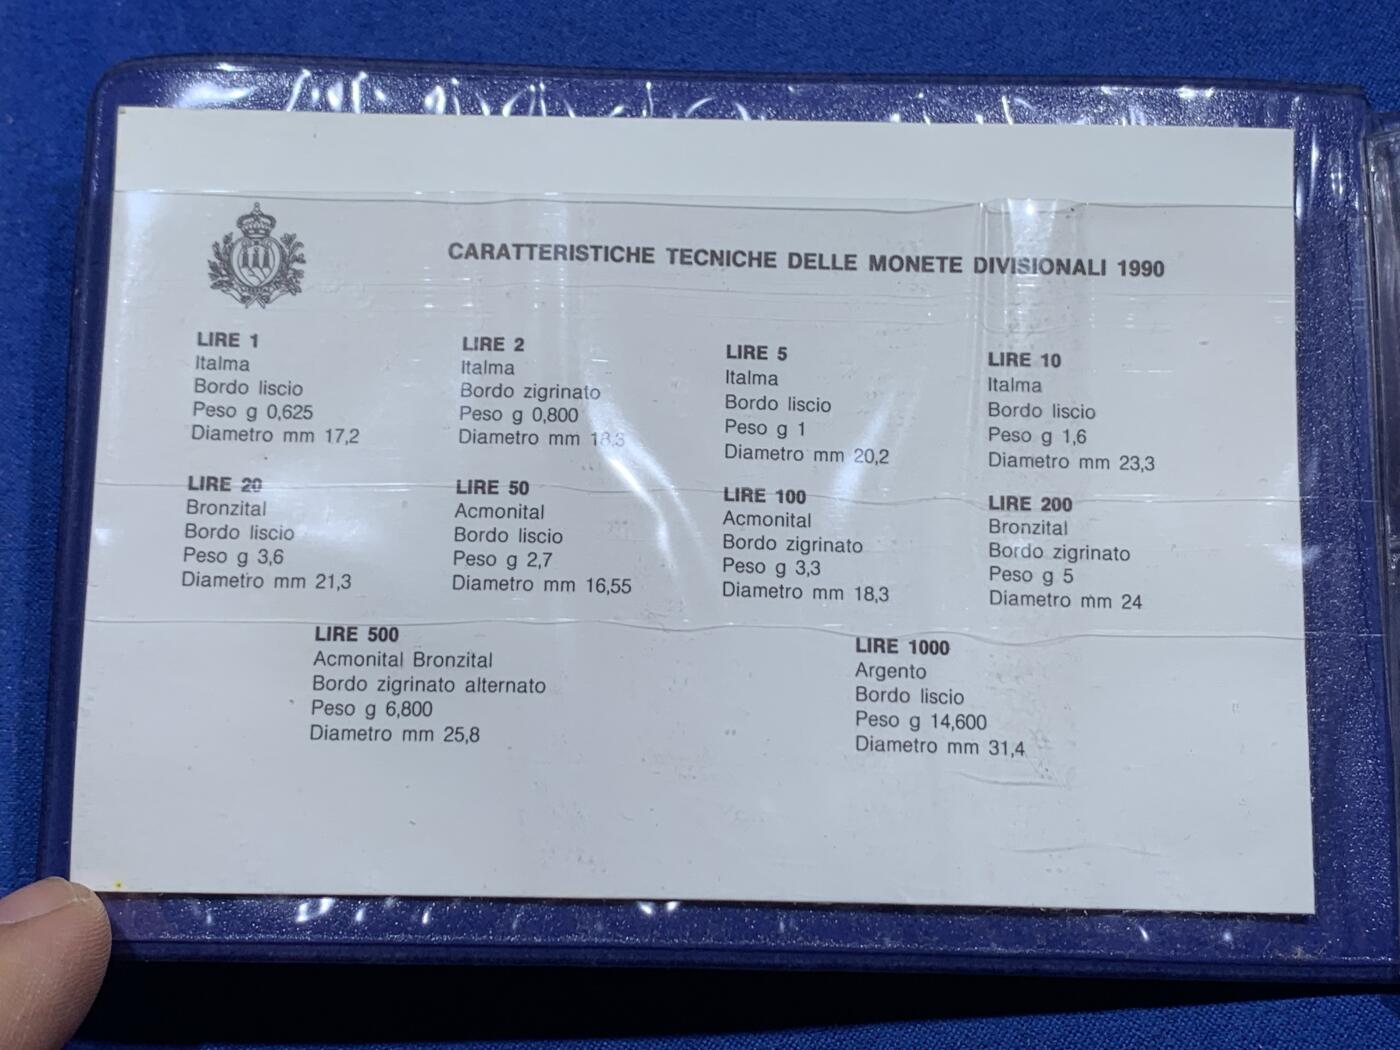 CARATTERISTICHE TECNICHE DELLE MONETE DIVISIONALI 1990
LIRE 1
Italma
Bordo liscio
Peso g 0,625
Diametro mm 17,2
LIRE 2
Italma
Bordo zigrinato
Peso g 0,800
Diametro mm 18,3
LIRE 5
Italma
Bordo liscio
Peso g 1
Diametro mm 20,2
LIRE 10
Italma
Bordo liscio
Peso g 1,6
Diametro mm 23,3
LIRE 20
Bronzital
Bordo liscio
Peso g 3,6
Diametro mm 21,3
LIRE 50
Acmonital
Bordo liscio
Peso g 2,7
Diametro mm 16,55
LIRE 100
Acmonital
Bordo zigrinato
Peso g 3,3
Diametro mm 18,3
LIRE 200
Bronzital
Bordo zigrinato
Peso g 5
Diametro mm 24
LIRE 500
Acmonital Bronzital
Bordo zigrinato alternato
Peso g 6,800
Diametro mm 25,8
LIRE 1000
Argento
Bordo liscio
Peso g 14,600
Diametro mm 31,4